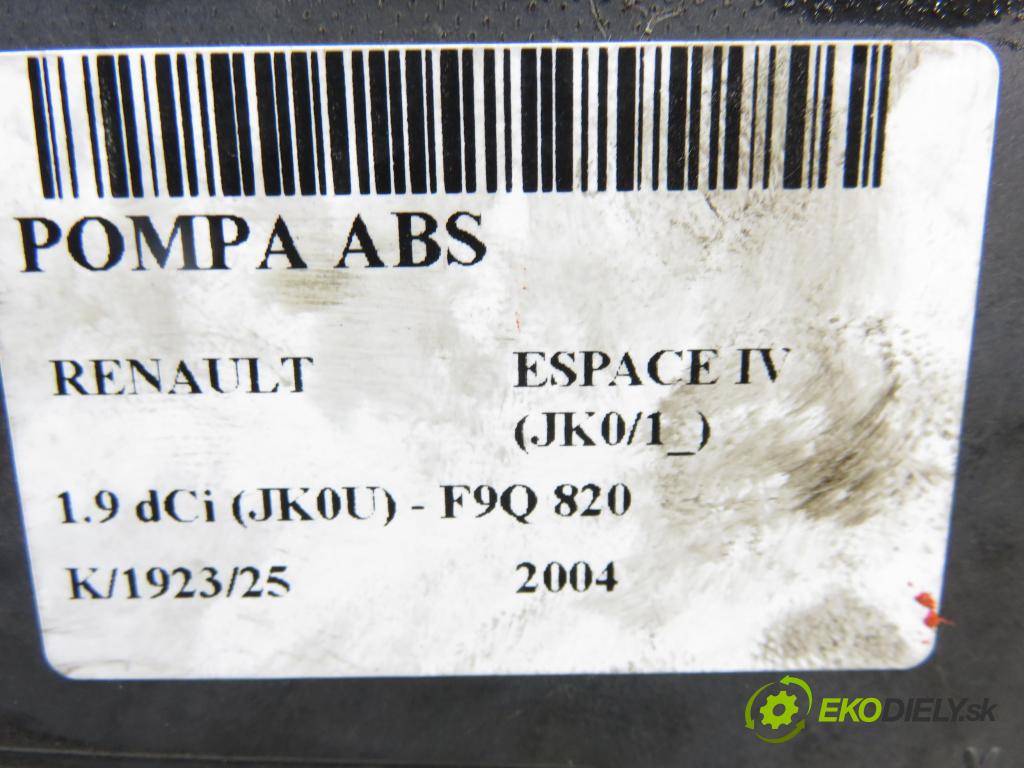 POMPA ABS
RENAULT ESPACE IV
(JK0/1_)
1.9 dCi (JK0U) - F9Q 820
K/1923/25 2004
EKODIELY.sk